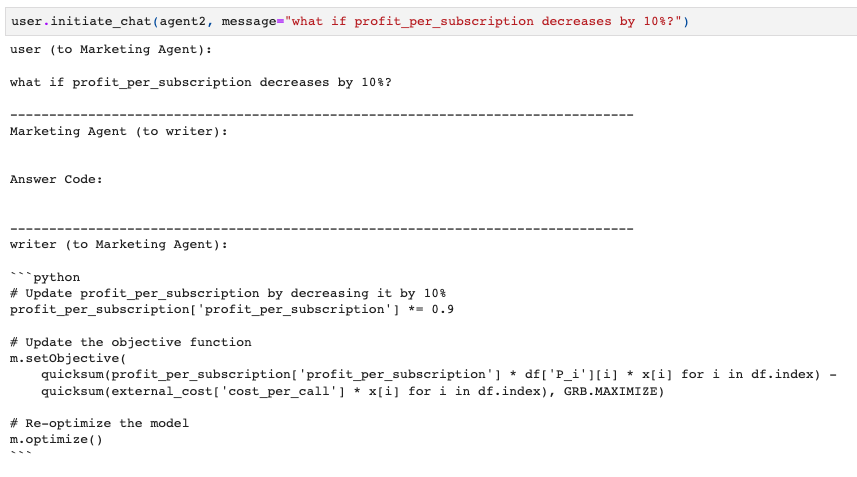 user.initiate_chat(agent2, message="what if profit_per_subscription decreases by 10%?")
user (to Marketing Agent):
what if profit_per_subscription decreases by 10%?
--------------------------------------------------------------------------------
Marketing Agent (to writer):
Answer Code:
--------------------------------------------------------------------------------
writer (to Marketing Agent):
```python
# Update profit_per_subscription by decreasing it by 10%
profit_per_subscription['profit_per_subscription'] *= 0.9
# Update the objective function
m.setObjective(
    quicksum(profit_per_subscription['profit_per_subscription'] * df['P_i'][i] * x[i] for i in df.index) -
    quicksum(external_cost['cost_per_call'] * x[i] for i in df.index), GRB.MAXIMIZE)
# Re-optimize the model
m.optimize()
```